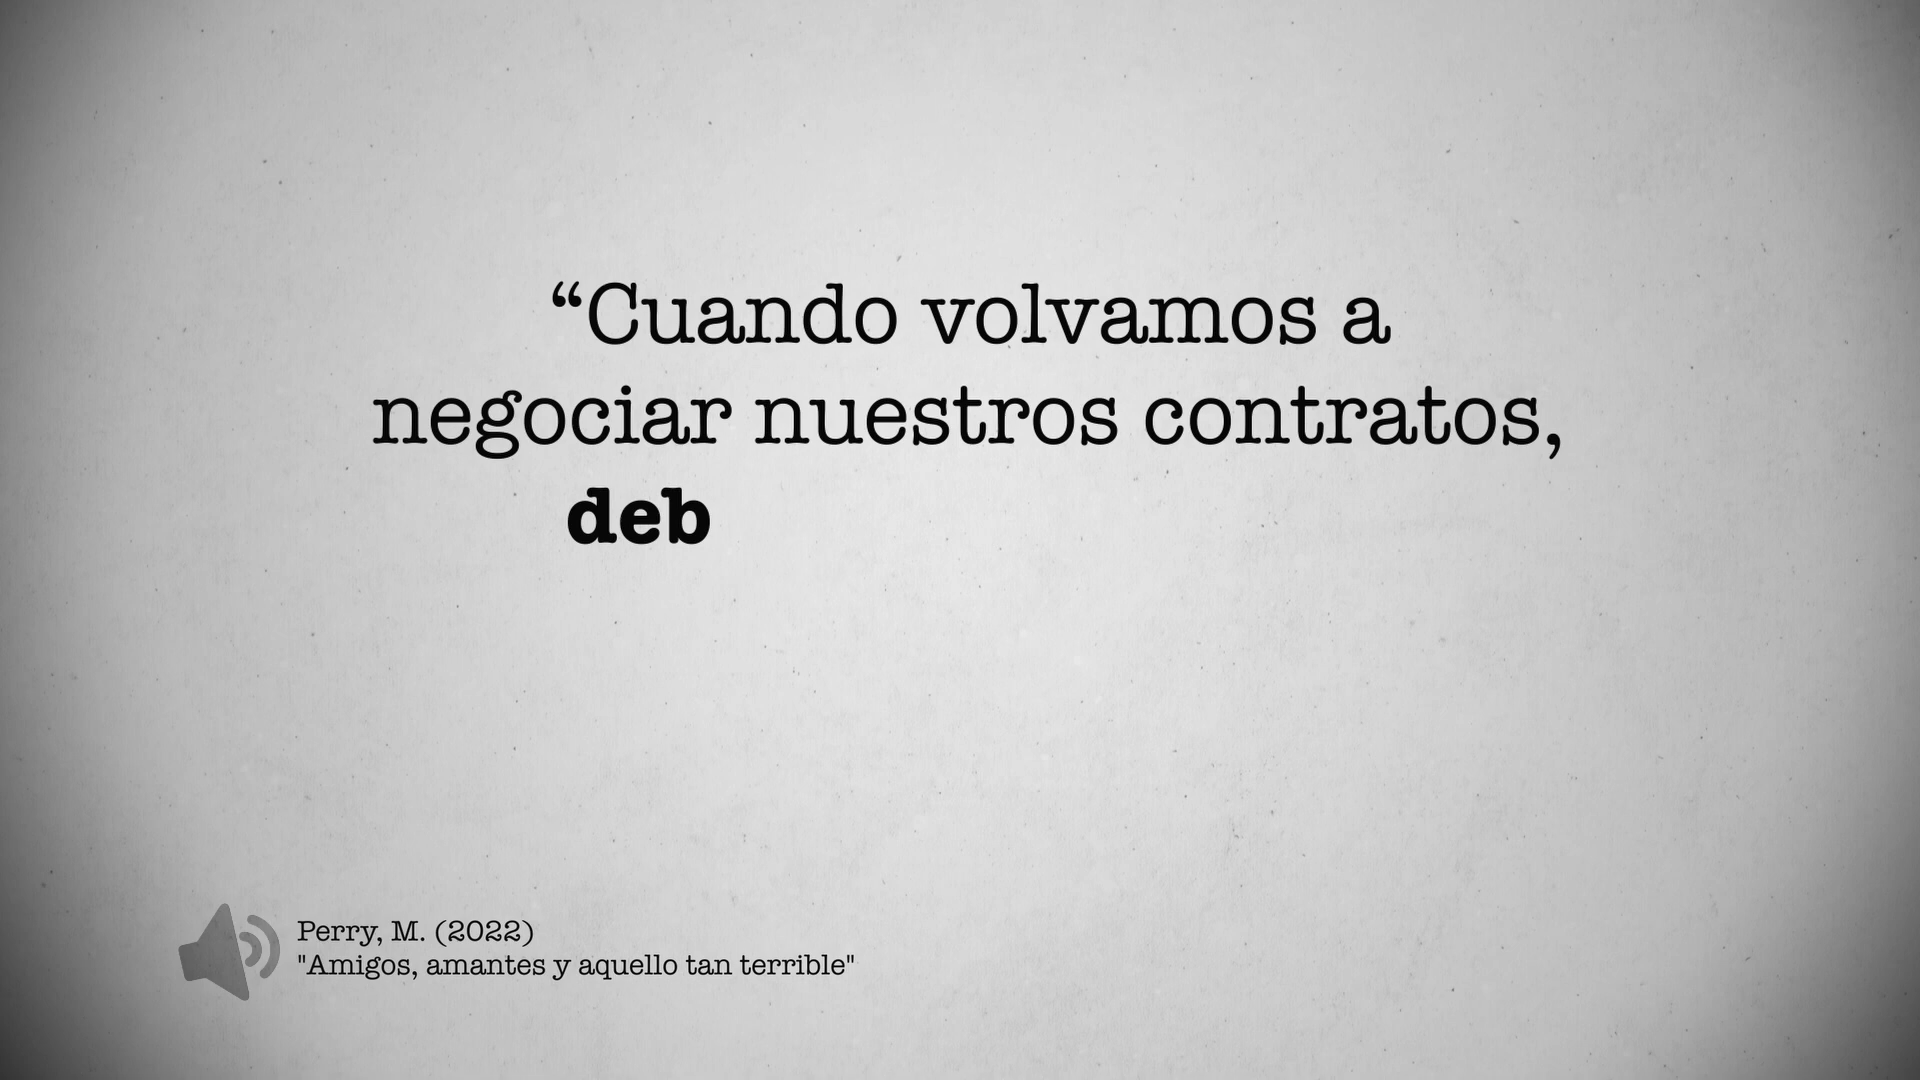 “Cuando volvamos a
negociar nuestros contratos,
deb
Perry, M. (2022)
"Amigos, amantes y aquello tan terrible"